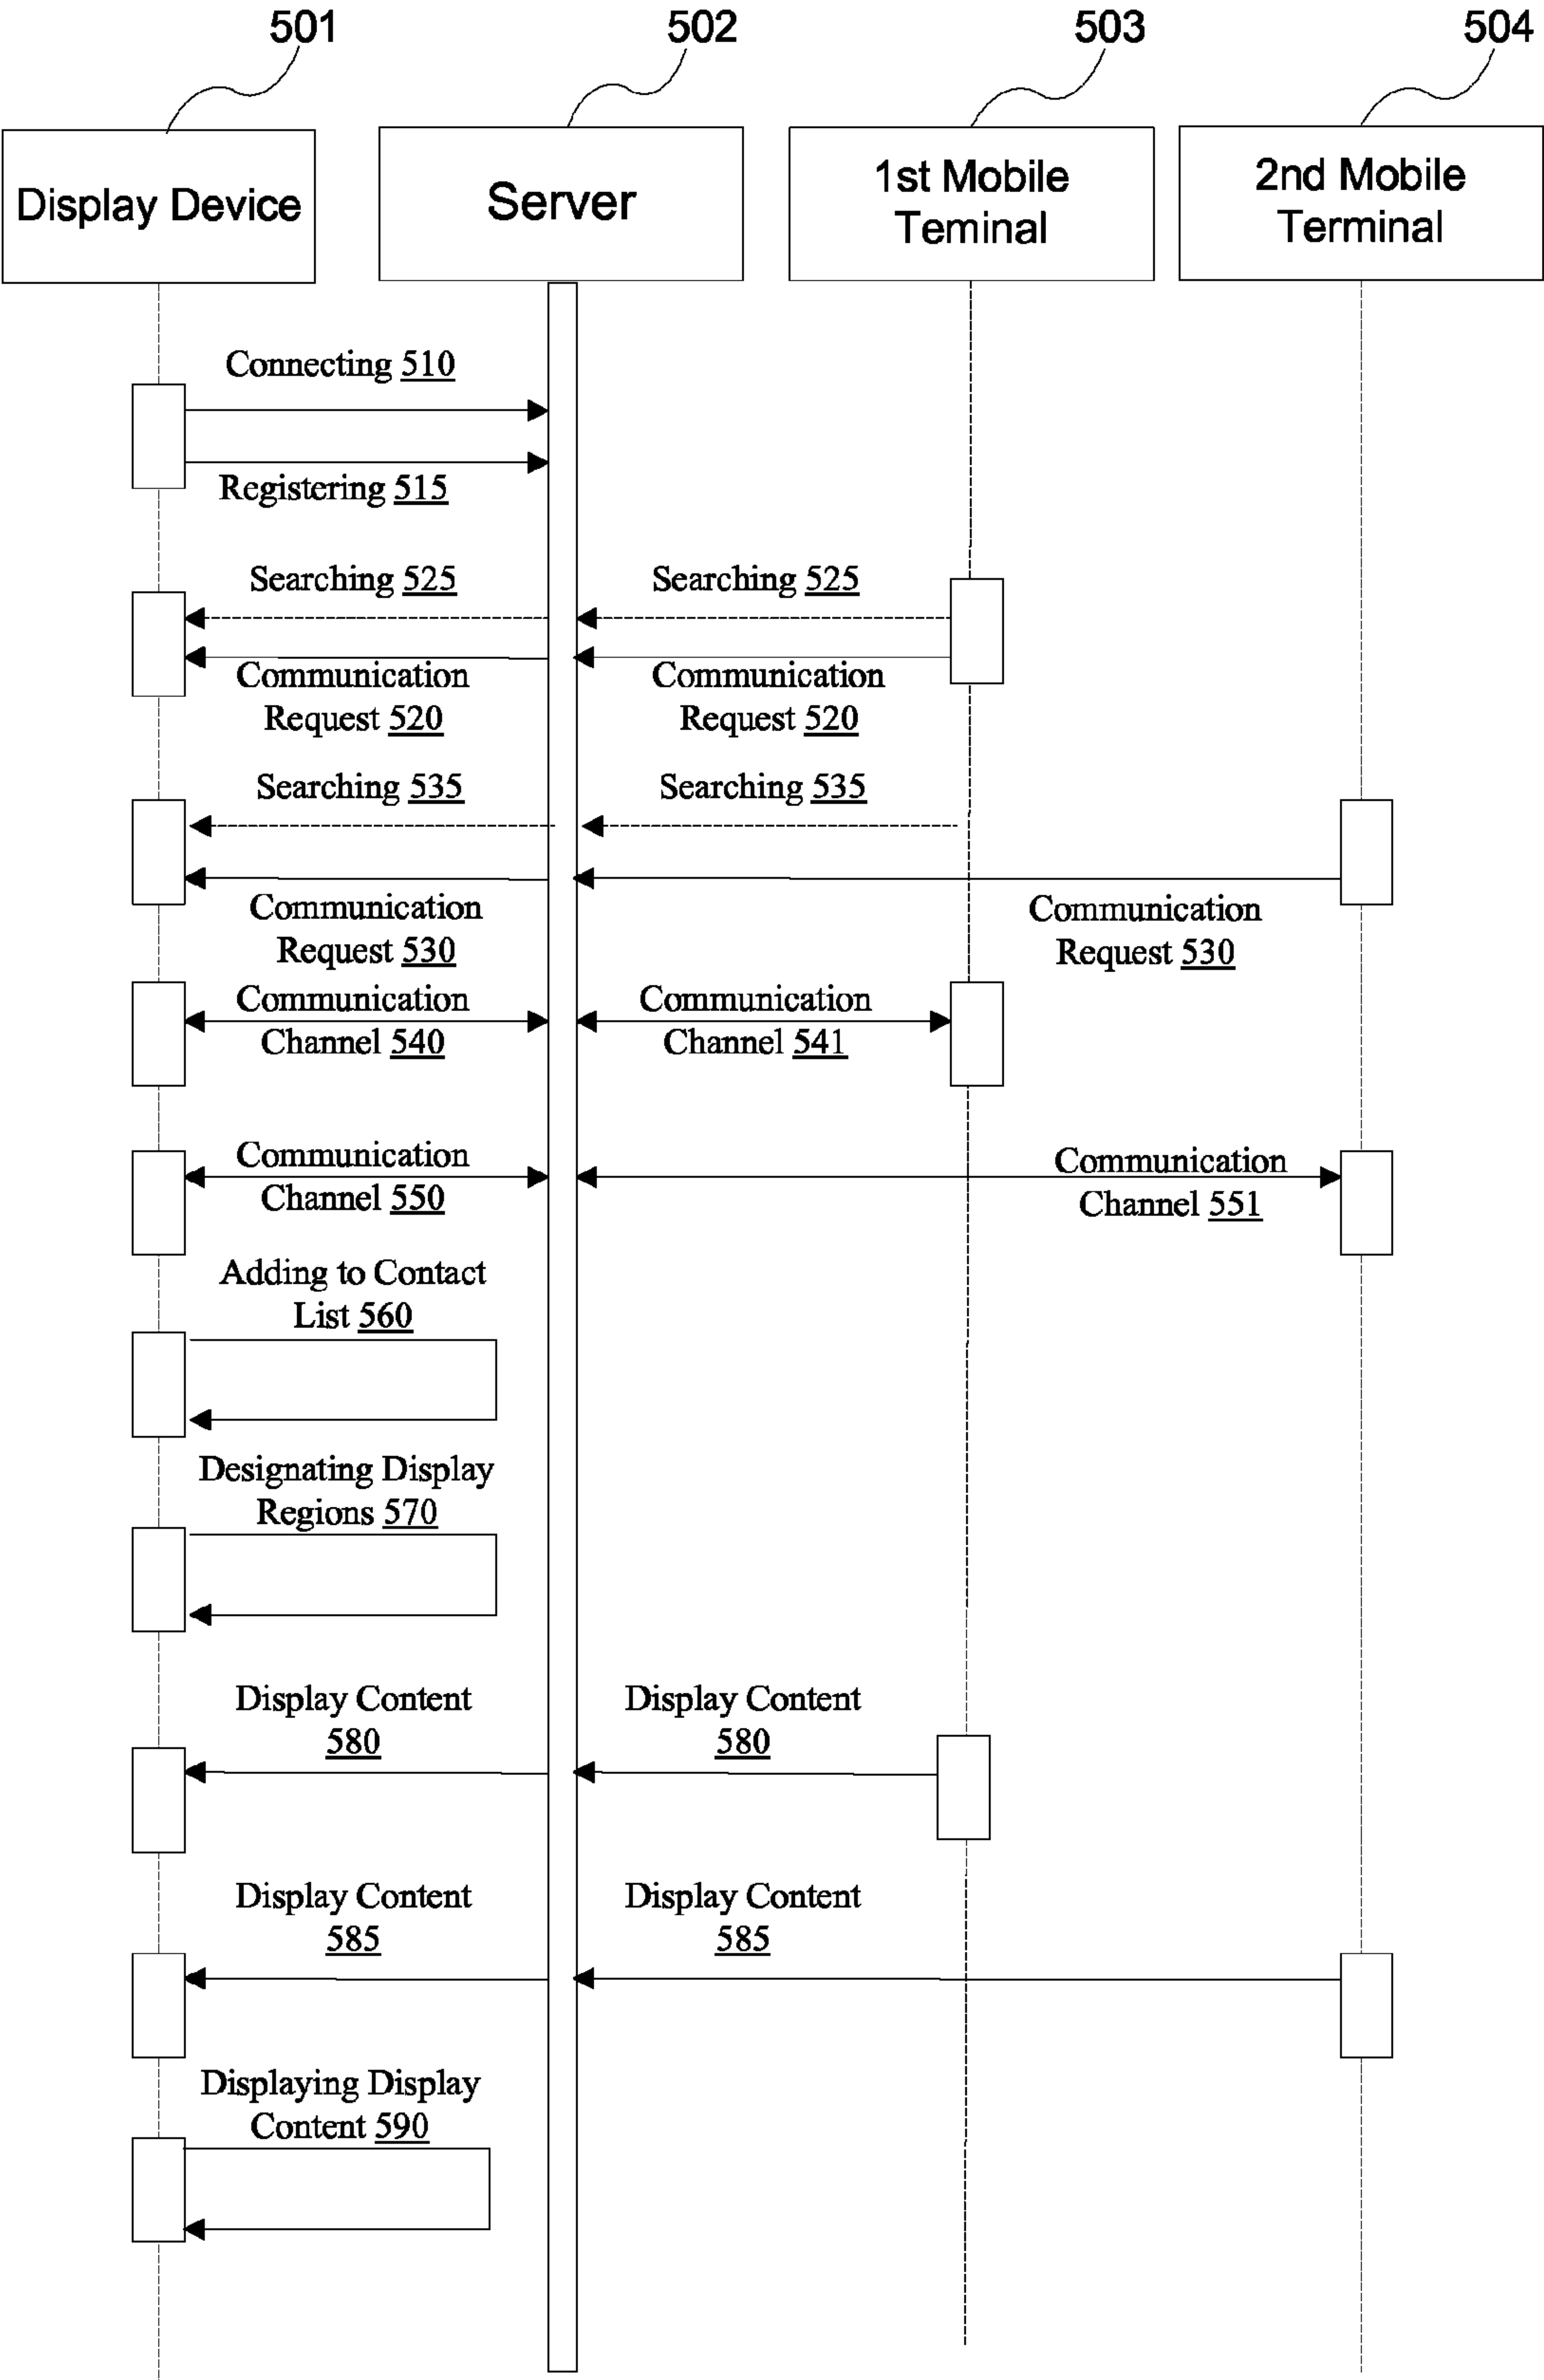 501
502
503
504
Display Device
Server
1st Mobile
Teminal
2nd Mobile
Terminal
Connecting 510
Registering 515
Searching 525
Searching 525
Communication
Request 520
Communication
Request 520
Searching 535
Searching 535
Communication
Request 530
Communication
Request 530
Communication
Channel 540
Communication
Channel 541
Communication
Channel 550
Communication
Channel 551
Adding to Contact
List 560
Designating Display
Regions 570
Display Content
580
Display Content
580
Display Content
585
Display Content
585
Displaying Display
Content 590